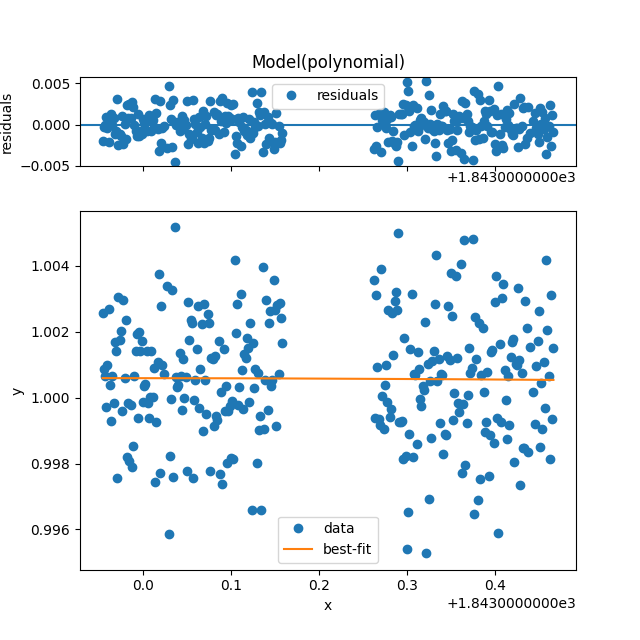 Model(polynomial)
0.005
0.000
−0.005
residuals
residuals
+1.8430000000e3
1.004
1.002
1.000
0.998
0.996
y
data
best-fit
0.0 0.1 0.2 0.3 0.4
x
+1.8430000000e3